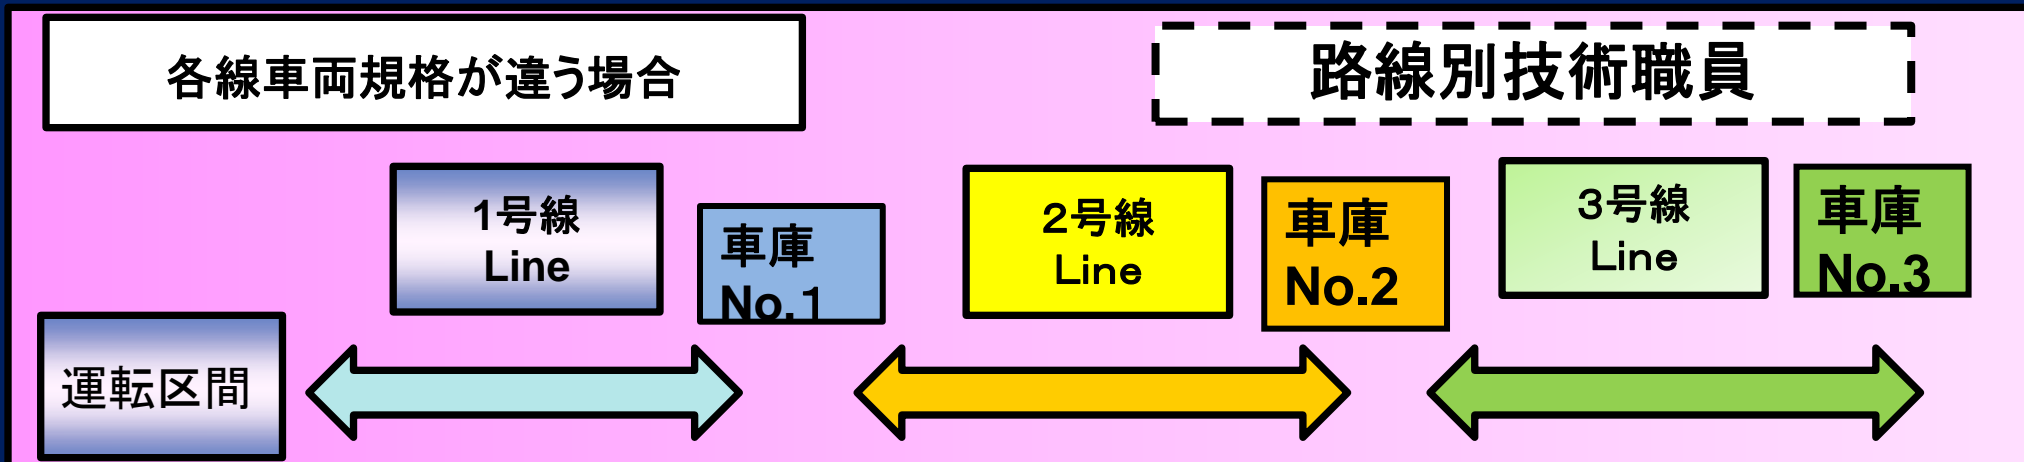 各線車両規格が違う場合
路線別技術職員
1号線
Line
車庫
No.1
２号線
Line
車庫
No.2
３号線
Line
車庫
No.3
運転区間